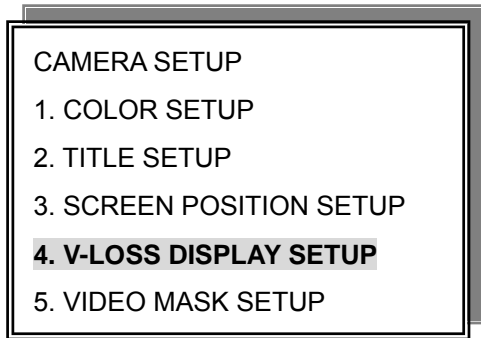 CAMERA SETUP
1. COLOR SETUP
2. TITLE SETUP
3. SCREEN POSITION SETUP
4. V-LOSS DISPLAY SETUP
5. VIDEO MASK SETUP